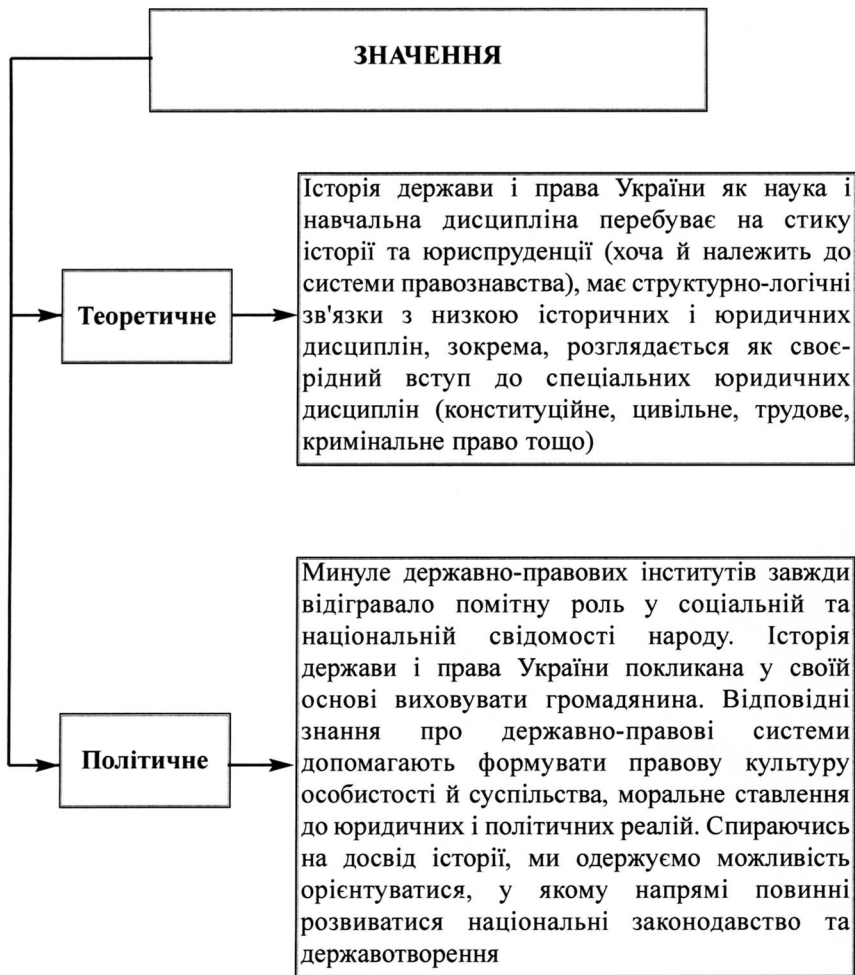 ЗНАЧЕННЯ
Теоретичне
Історія держави і права України як наука і
навчальна дисципліна перебуває на стику
історії та юриспруденції (хоча й належить до
системи правознавства), має структурно-логічні
зв'язки з низкою історичних і юридичних
дисциплін, зокрема, розглядається як своє-
рідний вступ до спеціальних юридичних
дисциплін (конституційне, цивільне, трудове,
кримінальне право тощо)
Політичне
Минуле державно-правових інститутів завжди
відігравало помітну роль у соціальній та
національній свідомості народу. Історія
держави і права України покликана у своїй
основі виховувати громадянина. Відповідні
знання про державно-правові системи
допомагають формувати правову культуру
особистості й суспільства, моральне ставлення
до юридичних і політичних реалій. Спираючись
на досвід історії, ми одержуємо можливість
орієнтуватися, у якому напрямі повинні
розвиватися національні законодавство та
державотворення